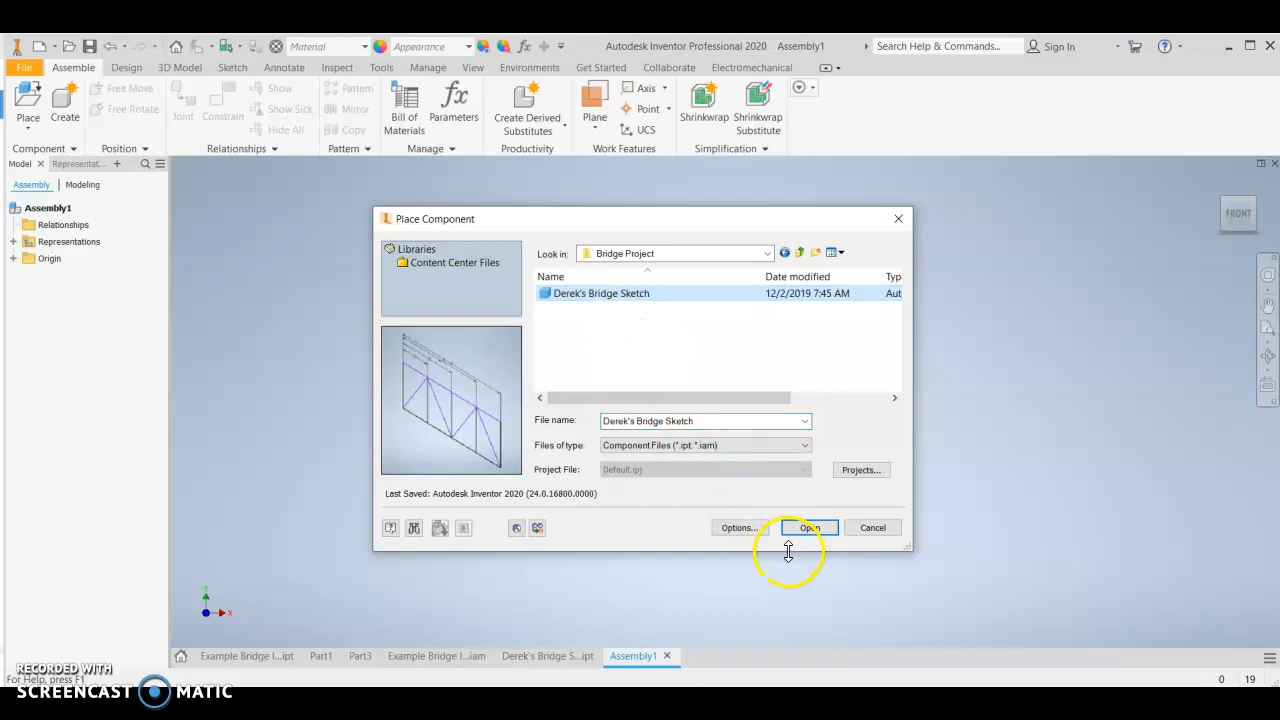 Material
Appearance
Autodesk Inventor Professional 2020 Assembly1
Search Help & Commands...
Sign In
File Assemble Design 3D Model Sketch Annotate Inspect Tools Manage View Environments Get Started Collaborate Electromechanical
Place
Create
Free Move
Free Rotate
Joint
Constrain
Show
Show Sick
Hide All
Pattern
Mirror
Copy
Bill of
Materials
Parameters
Create Derived
Substitutes
Plane
Axis
Point
UCS
Shrinkwrap
Shrinkwrap
Substitute
Component Position Relationships Pattern Manage Productivity Work Features Simplification
Model Representat...
Assembly Modeling
Assembly1
Relationships
Representations
Origin
FRONT
Place Component
Libraries
Content Center Files
Look in: Bridge Project
Name Date modified Typ
Derek's Bridge Sketch 12/2/2019 7:45 AM Aut
File name: Derek's Bridge Sketch
Files of type: Component Files (*.ipt; *.iam)
Project File: Default.ipj Projects...
Last Saved: Autodesk Inventor 2020 (24.0.16800.0000)
Options... Open Cancel
Y
X
Example Bridge I...ipt Part1 Part3 Example Bridge I...iam Derek's Bridge S...ipt Assembly1
For Help, press F1
0 19
RECORDED WITH
SCREENCAST MATIC